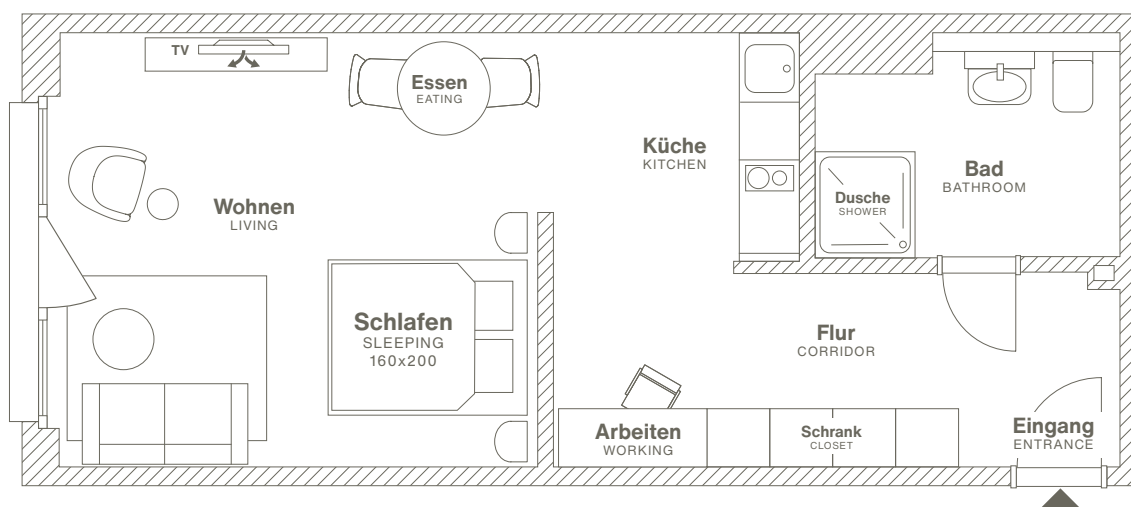 TV
Essen
EATING
Küche
KITCHEN
Bad
BATHROOM
Dusche
SHOWER
Wohnen
LIVING
Schlafen
SLEEPING
160x200
Flur
CORRIDOR
Arbeiten
WORKING
Schrank
CLOSET
Eingang
ENTRANCE